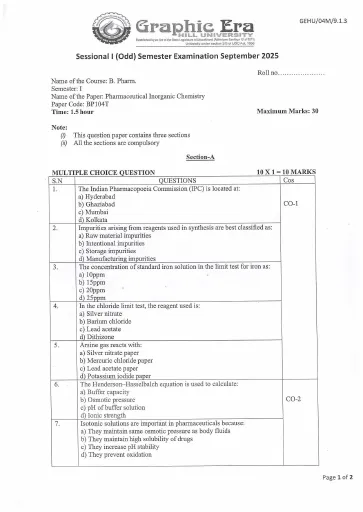 GEHU/04M/9.1.3
Graphic Era
HILL UNIVERSITY
Sessional I (Odd) Semester Examination September 2025
Roll no.....................
Name of the Course: B. Pharm.
Semester: I
Name of the Paper: Pharmaceutical Inorganic Chemistry
Paper Code: BP104T
Time: 1.5 hour Maximum Marks: 30
Note:
(i) This question paper contains three sections
(ii) All the sections are compulsory
Section-A
MULTIPLE CHOICE QUESTION 10 X 1 = 10 MARKS
S.N QUESTIONS Cos
1. The Indian Pharmacopoeia Commission (IPC) is located at:
a) Hyderabad
b) Ghaziabad CO-1
c) Mumbai
d) Kolkata
2. Impurities arising from reagents used in synthesis are best classified as:
a) Raw material impurities
b) Intentional impurities
c) Storage impurities
d) Manufacturing impurities
3. The concentration of standard iron solution in the limit test for iron as:
a) 10ppm
b) 15ppm
c) 20ppm
d) 25ppm
4. In the chloride limit test, the reagent used is:
a) Silver nitrate
b) Barium chloride
c) Lead acetate
d) Dithizone
5. Arsine gas reacts with:
a) Silver nitrate paper
b) Mercuric chloride paper
c) Lead acetate paper
d) Potassium iodide paper
6. The Henderson–Hasselbalch equation is used to calculate:
a) Buffer capacity
b) Osmotic pressure CO-2
c) pH of buffer solution
d) Ionic strength
7. Isotonic solutions are important in pharmaceuticals because:
a) They maintain same osmotic pressure as body fluids
b) They maintain high solubility of drugs
c) They increase pH stability
d) They prevent oxidation
Page 1 of 2